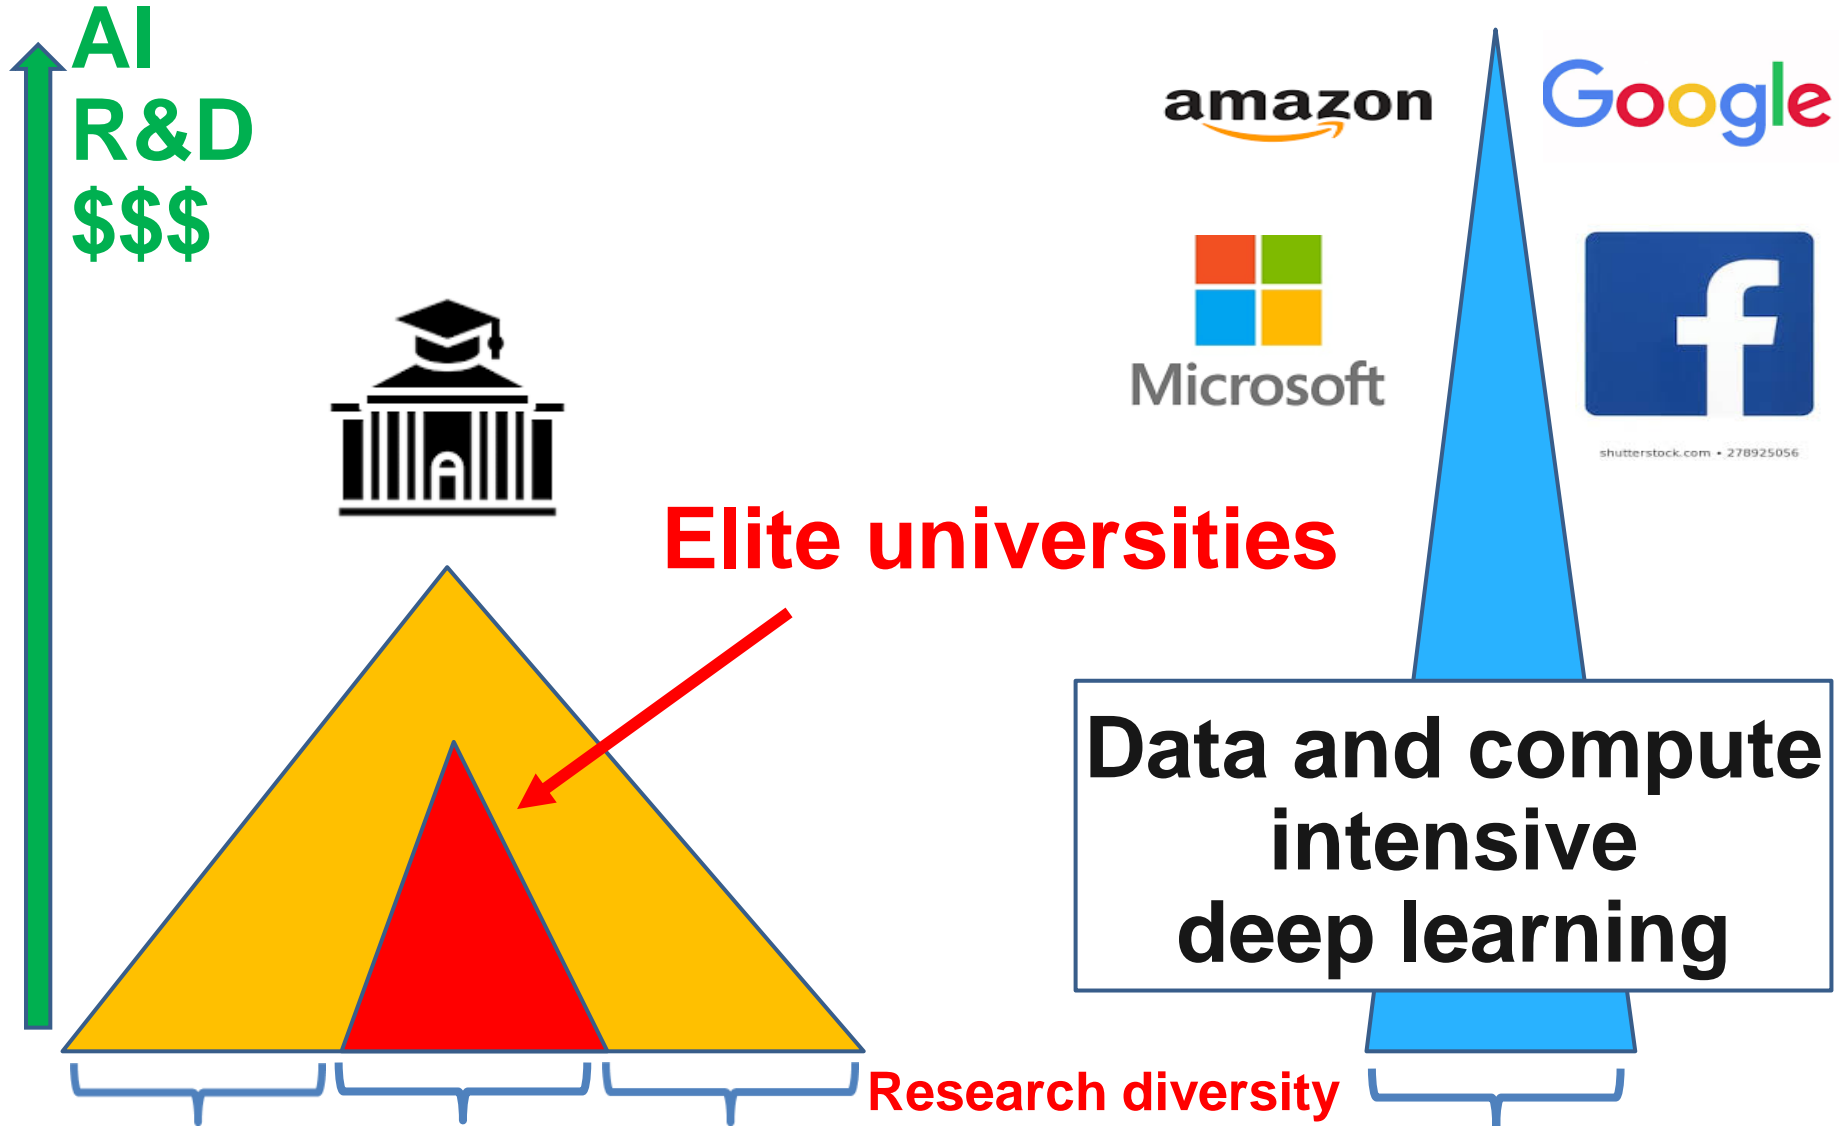 AI
R&D
$$$
amazon
Google
Microsoft
f
shutterstock.com • 278925056
Elite universities
Data and compute
intensive
deep learning
Research diversity